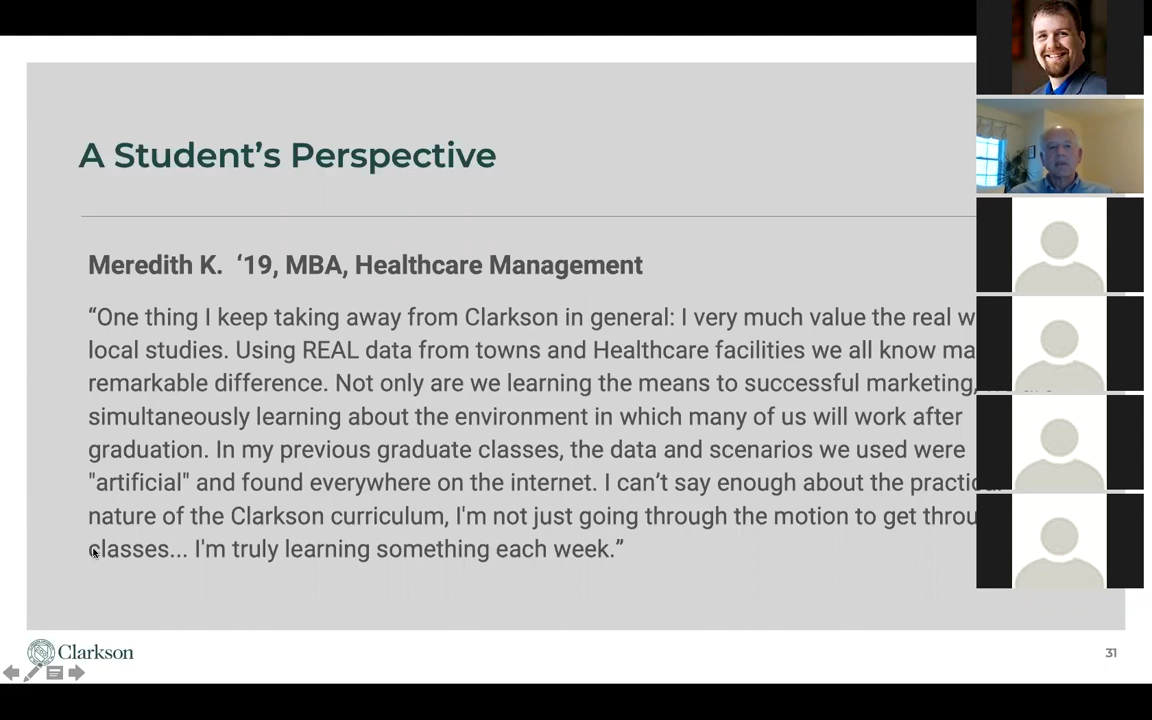 A Student’s Perspective
Meredith K.  ‘19, MBA, Healthcare Management
“One thing I keep taking away from Clarkson in general: I very much value the real
local studies. Using REAL data from towns and Healthcare facilities we all know
remarkable difference. Not only are we learning the means to successful marketing,
simultaneously learning about the environment in which many of us will work after
graduation. In my previous graduate classes, the data and scenarios we used were
"artificial" and found everywhere on the internet. I can’t say enough about the practical
nature of the Clarkson curriculum, I'm not just going through the motion to get
classes... I'm truly learning something each week.”
Clarkson
31